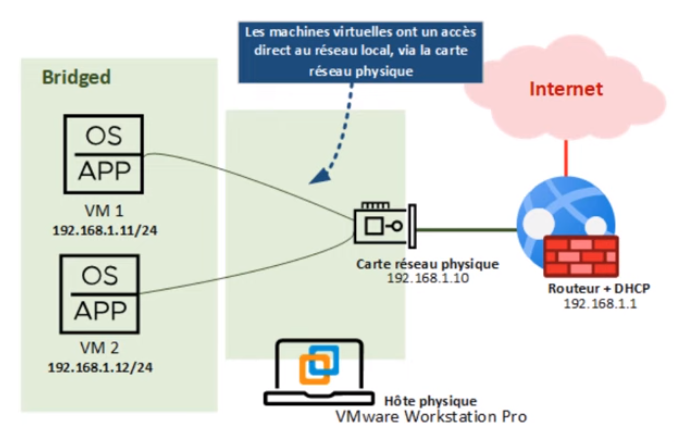 Les machines virtuelles ont un accès
direct au réseau local, via la carte
réseau physique
Bridged
Internet
OS
APP
VM 1
192.168.1.11/24
OS
APP
VM 2
192.168.1.12/24
Carte réseau physique
192.168.1.10
Routeur + DHCP
192.168.1.1
Hôte physique
VMware Workstation Pro